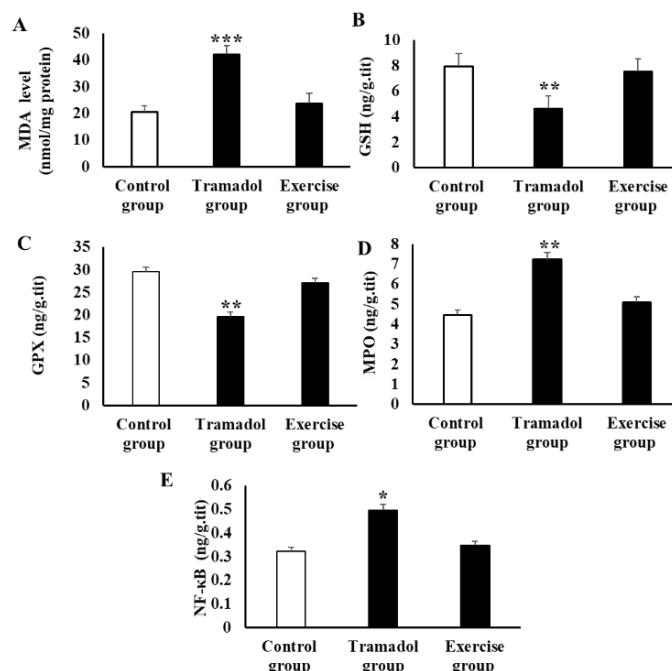 A
MDA level
(nmol/mg protein)
50
40
30
20
10
0
***
Control
group
Tramadol
group
Exercise
group
B
GSH (ng/g.tit)
10
8
6
4
2
0
**
Control
group
Tramadol
group
Exercise
group
C
GPX (ng/g.tit)
35
30
25
20
15
10
5
0
**
Control
group
Tramadol
group
Exercise
group
D
MPO (ng/g.tit)
8
7
6
5
4
3
2
1
0
**
Control
group
Tramadol
group
Exercise
group
E
NF-κB (ng/g.tit)
0.6
0.5
0.4
0.3
0.2
0.1
0
*
Control
group
Tramadol
group
Exercise
group